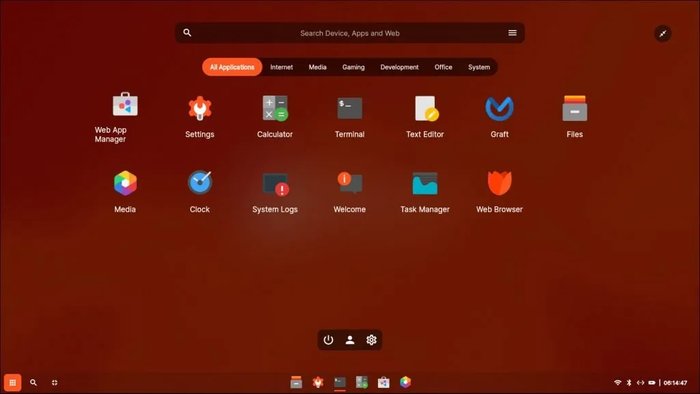 Search Device, Apps and Web
All Applications Internet Media Gaming Development Office System
Web App
Manager
Settings Calculator Terminal Text Editor Graft Files
Media Clock System Logs Welcome Task Manager Web Browser
06:14:47